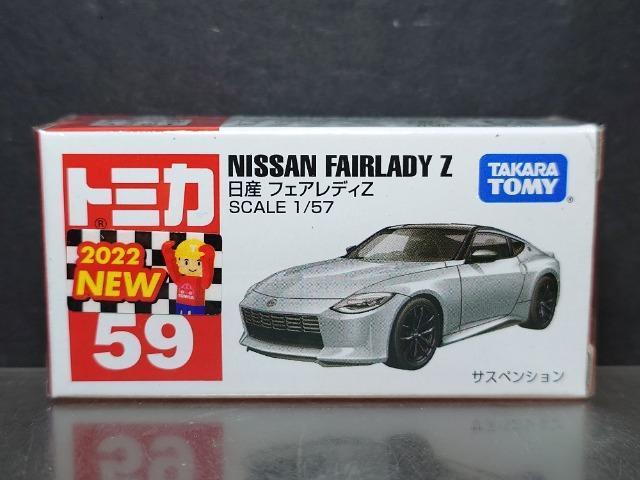 トミカ
®
2022
NEW
59
NISSAN FAIRLADY Z
日産 フェアレディZ
SCALE 1/57
TAKARA
TOMY
®
サスペンション